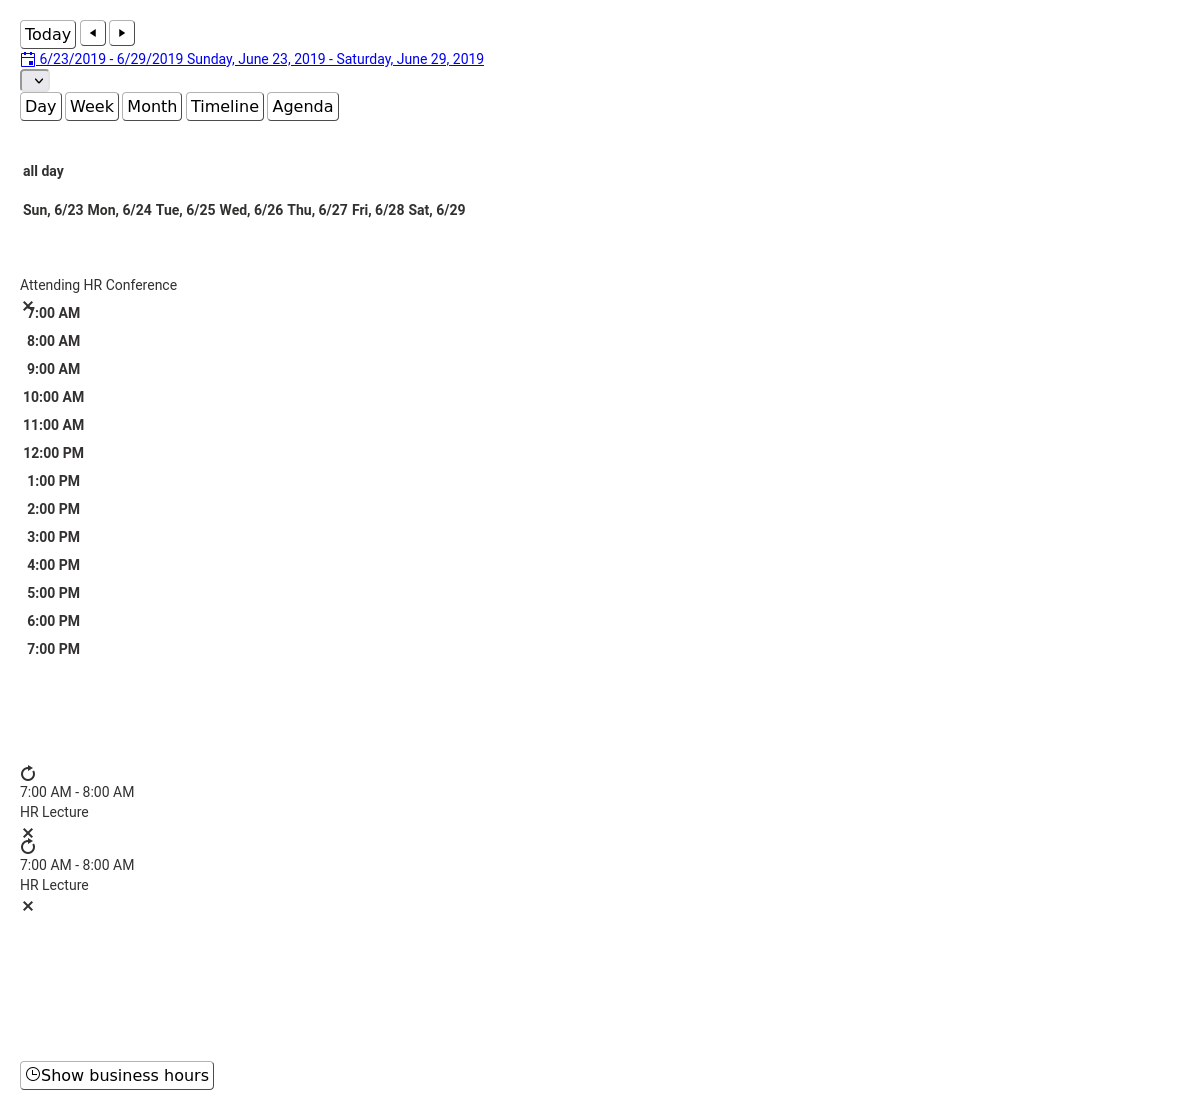 Today
6/23/2019 - 6/29/2019 Sunday, June 23, 2019 - Saturday, June 29, 2019
Day Week Month Timeline Agenda
all day
Sun, 6/23 Mon, 6/24 Tue, 6/25 Wed, 6/26 Thu, 6/27 Fri, 6/28 Sat, 6/29
Attending HR Conference
7:00 AM
8:00 AM
9:00 AM
10:00 AM
11:00 AM
12:00 PM
1:00 PM
2:00 PM
3:00 PM
4:00 PM
5:00 PM
6:00 PM
7:00 PM
7:00 AM - 8:00 AM
HR Lecture
7:00 AM - 8:00 AM
HR Lecture
Show business hours